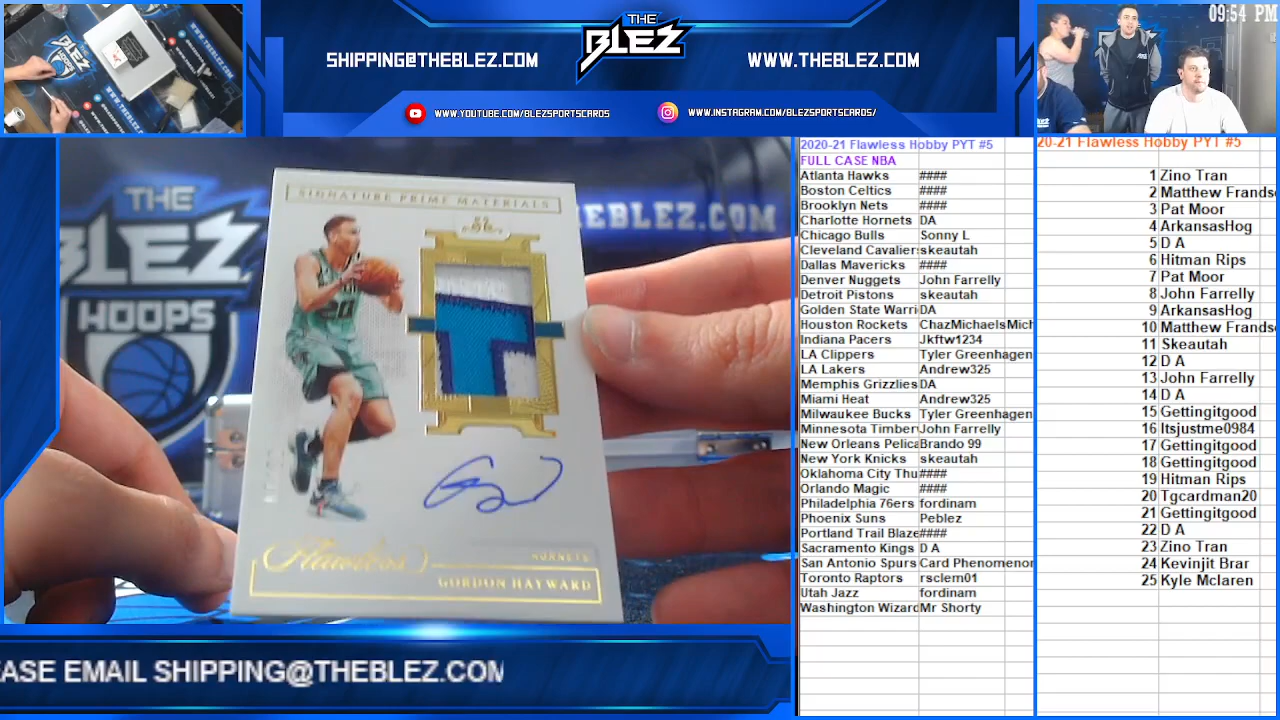 THE
BLEZ
SHIPPING@THEBLEZ.COM
WWW.THEBLEZ.COM
WWW.YOUTUBE.COM/BLEZSPORTSCARDS
WWW.INSTAGRAM.COM/BLEZSPORTSCARDS/
09:54 PM
THE
BLEZ
HOOPS
HEBLEZ.COM
SIGNATURE PRIME MATERIALS
Flawless
HORNETS
GORDON HAYWARD
EASE EMAIL SHIPPING@THEBLEZ.COM
2020-21 Flawless Hobby PYT #5
FULL CASE NBA
Atlanta Hawks ####
Boston Celtics ####
Brooklyn Nets ####
Charlotte Hornets DA
Chicago Bulls Sonny L
Cleveland Cavaliers skeautah
Dallas Mavericks ####
Denver Nuggets John Farrelly
Detroit Pistons skeautah
Golden State Warri DA
Houston Rockets ChazMichaelsMich
Indiana Pacers Jkftw1234
LA Clippers Tyler Greenhagen
LA Lakers Andrew325
Memphis Grizzlies DA
Miami Heat Andrew325
Milwaukee Bucks Tyler Greenhagen
Minnesota Timber John Farrelly
New Orleans Pelica Brando 99
New York Knicks skeautah
Oklahoma City Thu ####
Orlando Magic ####
Philadelphia 76ers fordinam
Phoenix Suns Peblez
Portland Trail Blaze ####
Sacramento Kings D A
San Antonio Spurs Card Phenomenon
Toronto Raptors rsclem01
Utah Jazz fordinam
Washington Wizard Mr Shorty
20-21 Flawless Hobby PYT #5
1 Zino Tran
2 Matthew Frands
3 Pat Moor
4 ArkansasHog
5 D A
6 Hitman Rips
7 Pat Moor
8 John Farrelly
9 ArkansasHog
10 Matthew Frands
11 Skeautah
12 D A
13 John Farrelly
14 D A
15 Gettingitgood
16 Itsjustme0984
17 Gettingitgood
18 Gettingitgood
19 Hitman Rips
20 Tgcardman20
21 Gettingitgood
22 D A
23 Zino Tran
24 Kevinjit Brar
25 Kyle Mclaren